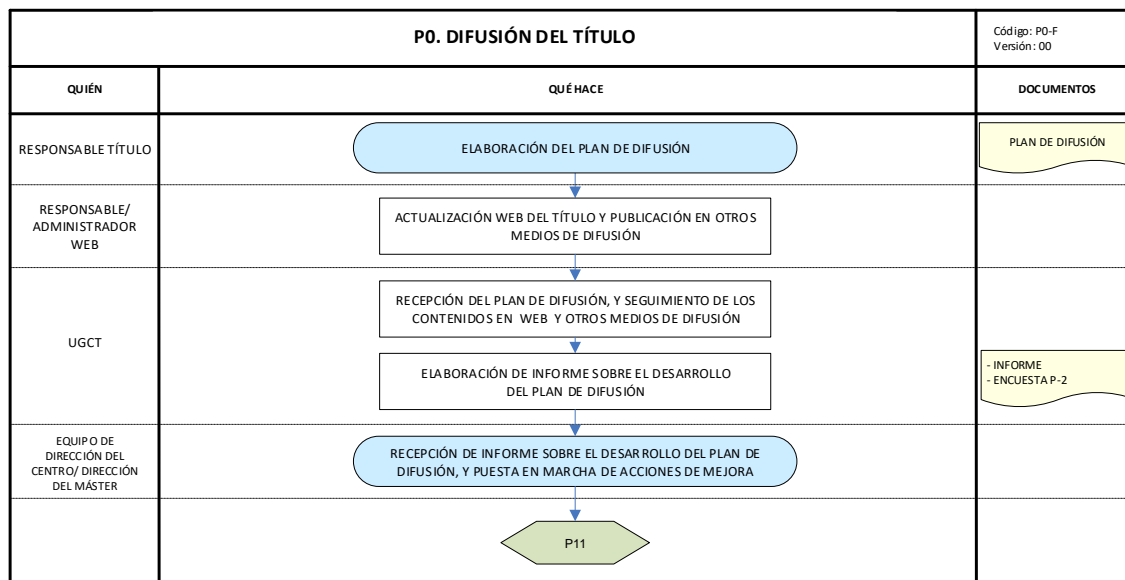 P0. DIFUSIÓN DEL TÍTULO
Código: P0-F
Versión: 00
QUIÉN
QUÉ HACE
DOCUMENTOS
RESPONSABLE TÍTULO
ELABORACIÓN DEL PLAN DE DIFUSIÓN
PLAN DE DIFUSIÓN
RESPONSABLE/
ADMINISTRADOR
WEB
ACTUALIZACIÓN WEB DEL TÍTULO Y PUBLICACIÓN EN OTROS
MEDIOS DE DIFUSIÓN
UGCT
RECEPCIÓN DEL PLAN DE DIFUSIÓN, Y SEGUIMIENTO DE LOS
CONTENIDOS EN WEB Y OTROS MEDIOS DE DIFUSIÓN
ELABORACIÓN DE INFORME SOBRE EL DESARROLLO
DEL PLAN DE DIFUSIÓN
- INFORME
- ENCUESTA P-2
EQUIPO DE
DIRECCIÓN DEL
CENTRO/ DIRECCIÓN
DEL MÁSTER
RECEPCIÓN DE INFORME SOBRE EL DESARROLLO DEL PLAN DE
DIFUSIÓN, Y PUESTA EN MARCHA DE ACCIONES DE MEJORA
P11